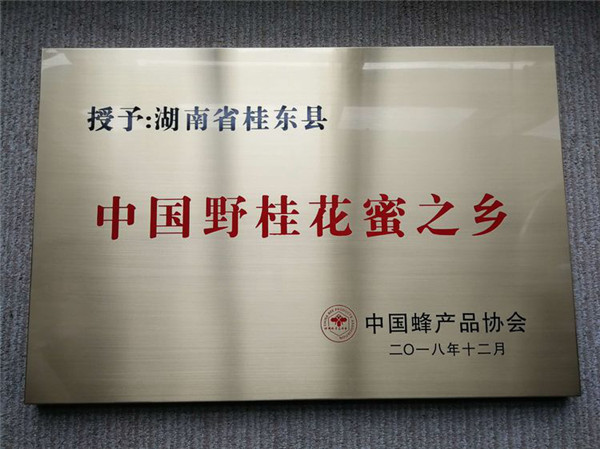 授予:湖南省桂东县
中国野桂花蜜之乡
中国蜂产品协会
二〇一八年十二月